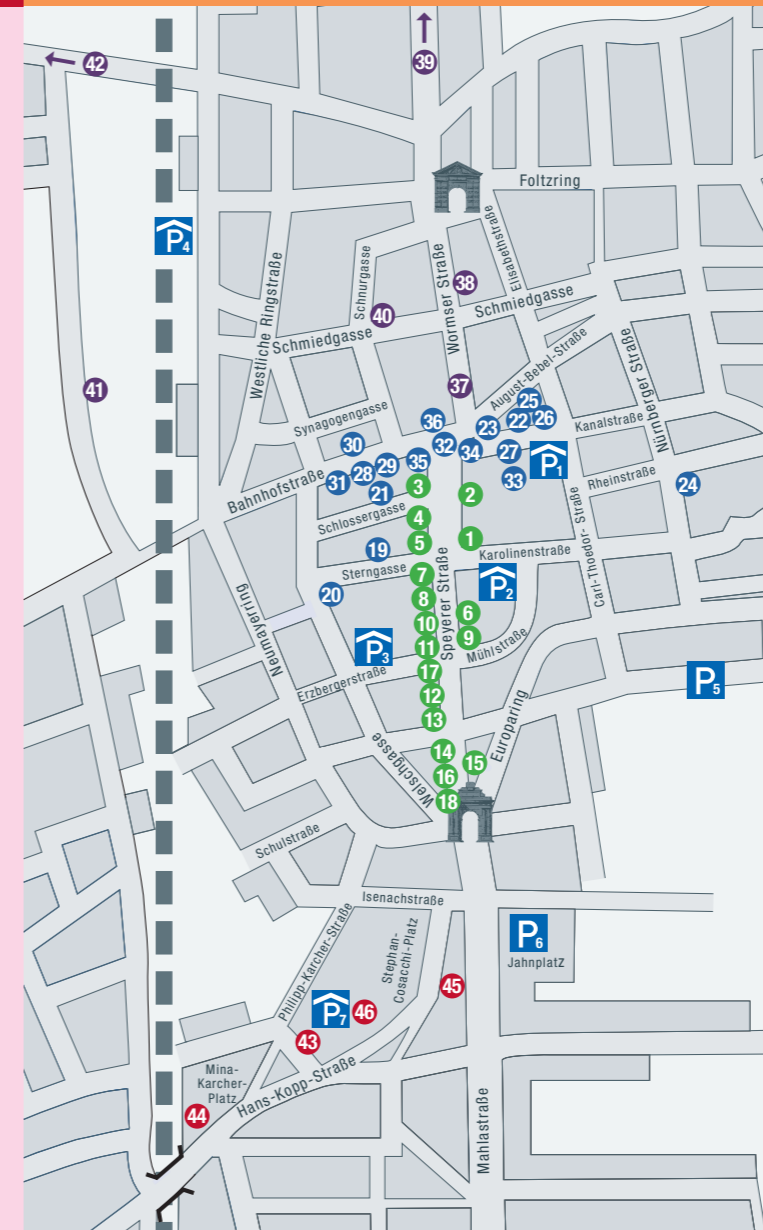 42
39
Foltzring
P4
Elisabethstraße
Schnurgasse
Wormser Straße
38
Schmiedgasse
40
Westliche Ringstraße
Schmiedgasse
Nürnberger Straße
August-Bebel-Straße
37
41
25
Synagogengasse
36
22
26
23
Kanalstraße
30
32
34
27
P1
35
29
28
Bahnhofstraße
31
21
3
2
33
Rheinstraße
24
Schlossergasse
4
Carl-Thoedor-Straße
5
1
19
Karolinenstraße
Sterngasse
7
Speyerer Straße
P2
20
8
10
6
Neumayerring
P3
11
9
Mühlstraße
17
Erzbergerstraße
12
P5
13
Europaring
Welschgasse
14
15
16
18
Schulstraße
Isenachstraße
Philipp-Karcher-Straße
Stephan-
Cosacchi-Platz
P6
Jahnplatz
45
P7
46
43
Mina-
Karcher-
Platz
Hans-Kopp-Straße
44
Mahlastraße